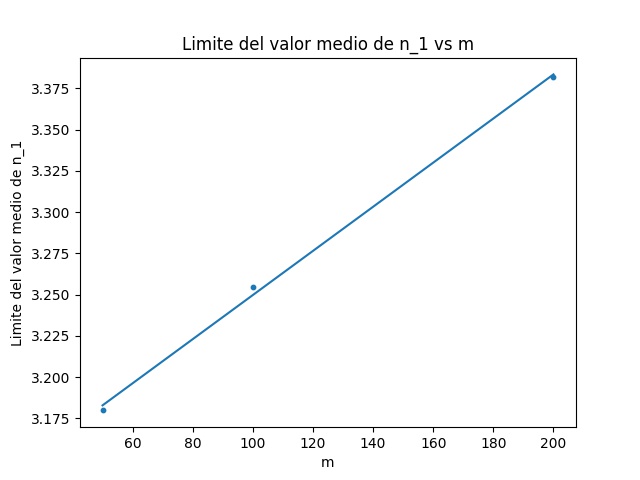 Limite del valor medio de n_1 vs m
Limite del valor medio de n_1
3.375
3.350
3.325
3.300
3.275
3.250
3.225
3.200
3.175
60 80 100 120 140 160 180 200
m